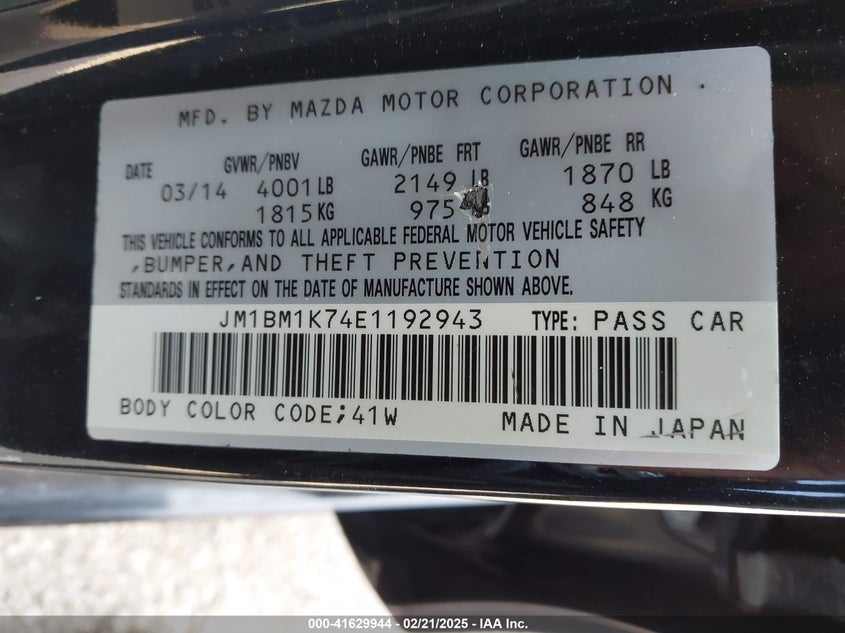 MFD. BY MAZDA MOTOR CORPORATION
DATE GVWR/PNBV GAWR/PNBE FRT GAWR/PNBE RR
03/14 4001 LB 2149 LB 1870 LB
1815 KG 975 848 KG
THIS VEHICLE CONFORMS TO ALL APPLICABLE FEDERAL MOTOR VEHICLE SAFETY
,BUMPER,AND THEFT PREVENTION
STANDARDS IN EFFECT ON THE DATE OF MANUFACTURE SHOWN ABOVE.
JM1BM1K74E1192943 TYPE: PASS CAR
BODY COLOR CODE;41W MADE IN JAPAN
000-41629944 - 02/21/2025 - IAA Inc.